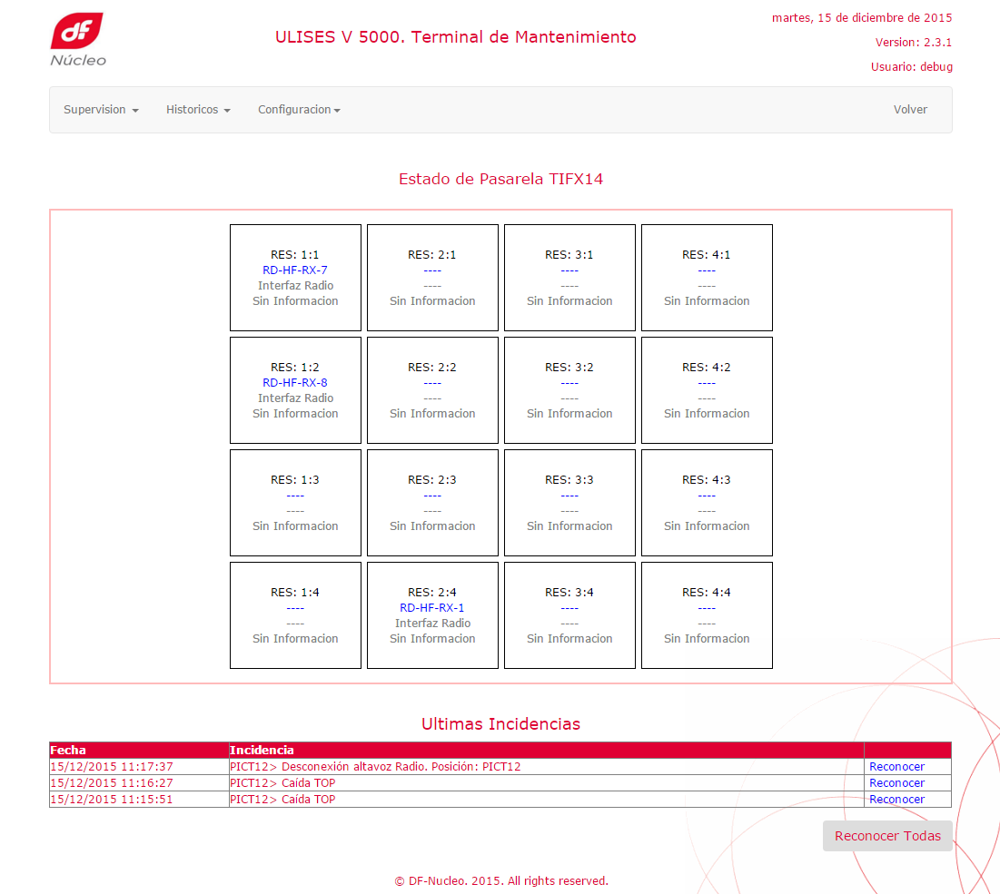 df
Núcleo
ULISES V 5000. Terminal de Mantenimiento
martes, 15 de diciembre de 2015
Version: 2.3.1
Usuario: debug
Supervision Historicos Configuracion Volver
Estado de Pasarela TIFX14
RES: 1:1
RD-HF-RX-7
Interfaz Radio
Sin Informacion
RES: 2:1
----
----
Sin Informacion
RES: 3:1
----
----
Sin Informacion
RES: 4:1
----
----
Sin Informacion
RES: 1:2
RD-HF-RX-8
Interfaz Radio
Sin Informacion
RES: 2:2
----
----
Sin Informacion
RES: 3:2
----
----
Sin Informacion
RES: 4:2
----
----
Sin Informacion
RES: 1:3
----
----
Sin Informacion
RES: 2:3
----
----
Sin Informacion
RES: 3:3
----
----
Sin Informacion
RES: 4:3
----
----
Sin Informacion
RES: 1:4
----
----
Sin Informacion
RES: 2:4
RD-HF-RX-1
Interfaz Radio
Sin Informacion
RES: 3:4
----
----
Sin Informacion
RES: 4:4
----
----
Sin Informacion
Ultimas Incidencias
Fecha Incidencia
15/12/2015 11:17:37 PICT12> Desconexión altavoz Radio. Posición: PICT12 Reconocer
15/12/2015 11:16:27 PICT12> Caída TOP Reconocer
15/12/2015 11:15:51 PICT12> Caída TOP Reconocer
Reconocer Todas
© DF-Nucleo. 2015. All rights reserved.